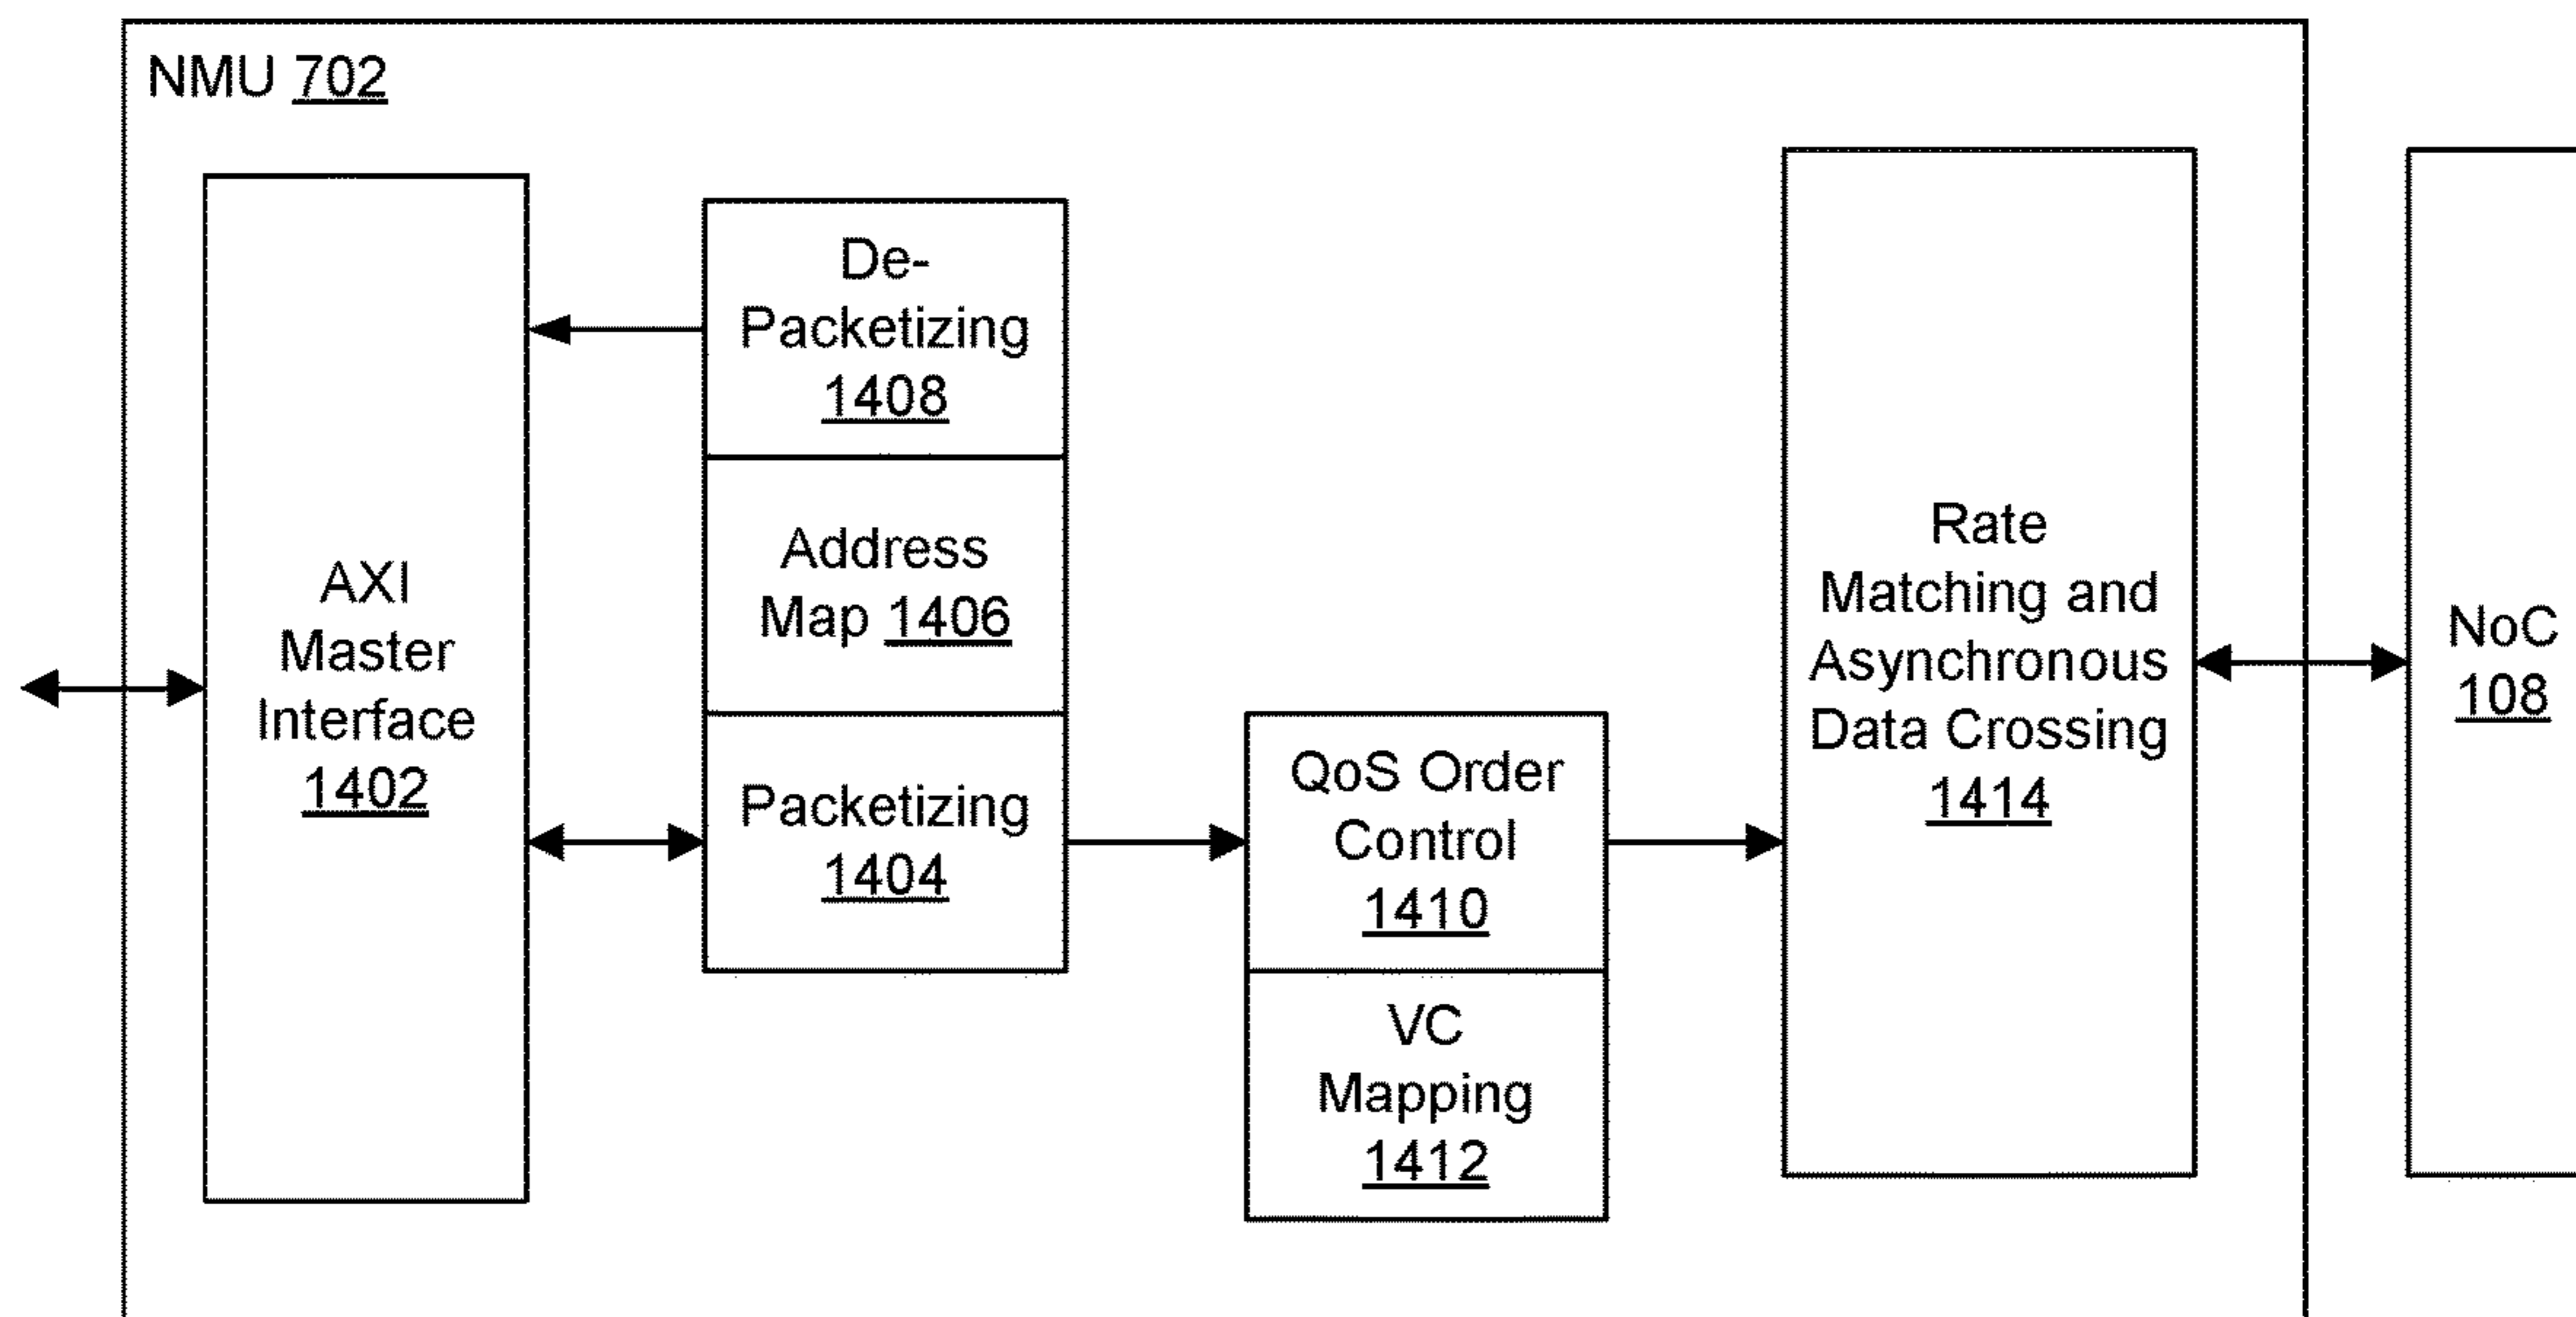 NMU 702
AXI
Master
Interface
1402
De-
Packetizing
1408
Address
Map 1406
Packetizing
1404
QoS Order
Control
1410
VC
Mapping
1412
Rate
Matching and
Asynchronous
Data Crossing
1414
NoC
108